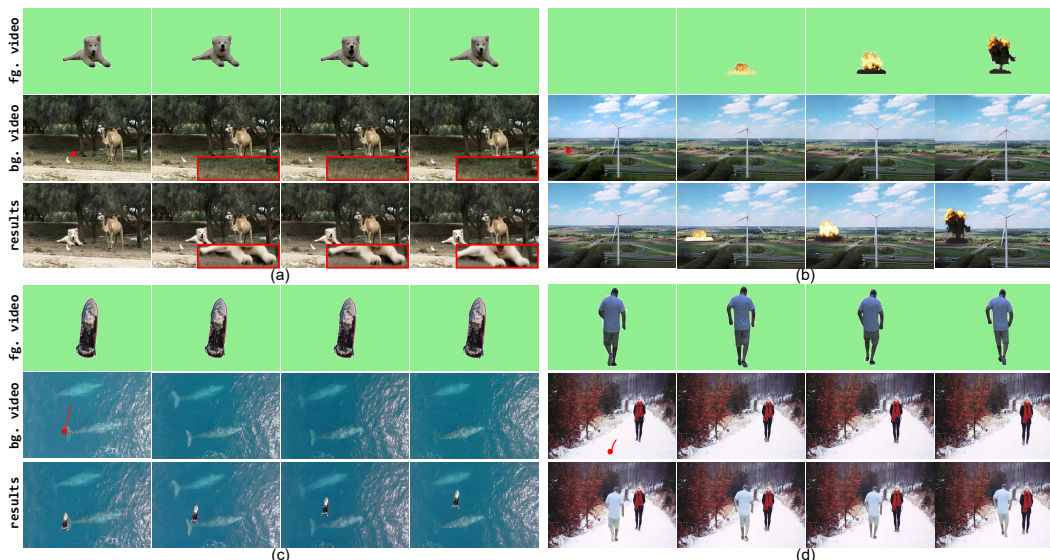 fg. video
bg. video
results
(a)
(b)
fg. video
bg. video
results
(c)
(d)